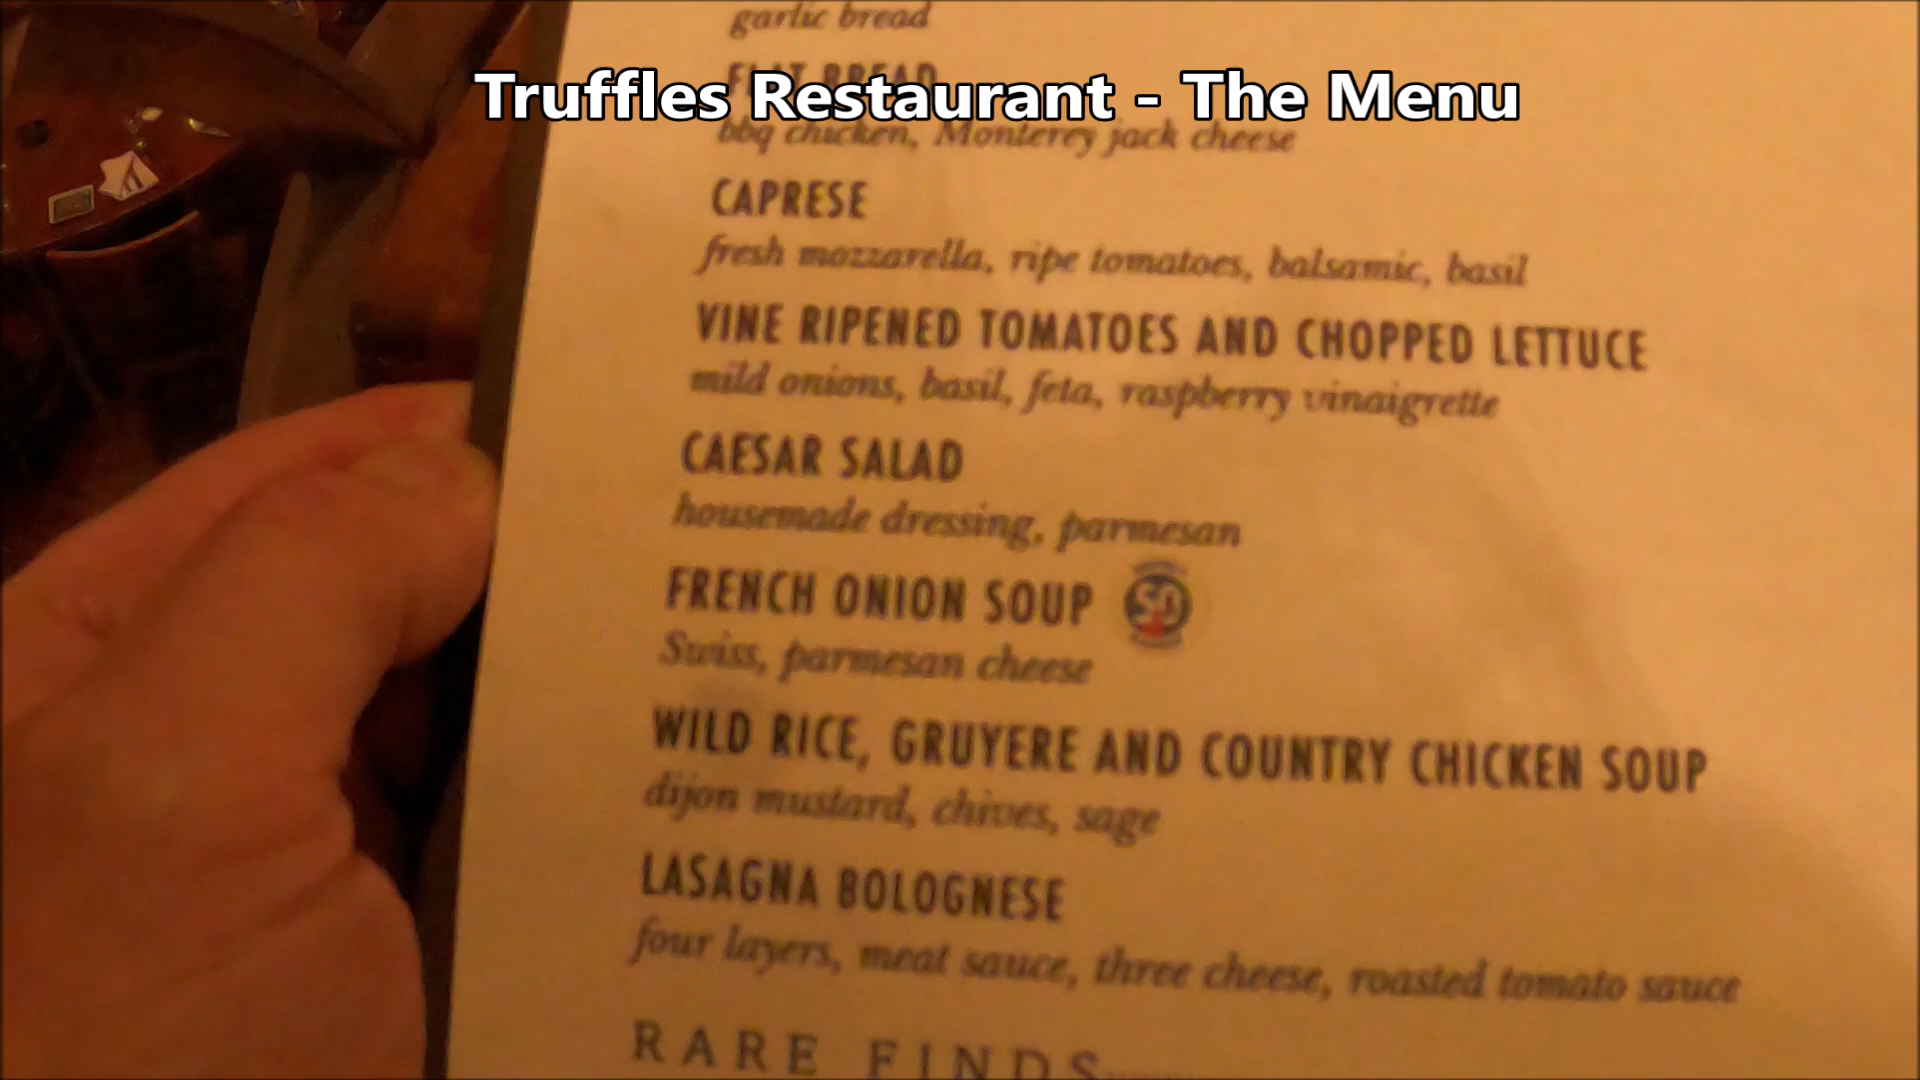 garlic bread
Truffles Restaurant - The Menu
FLAT BREAD
bbq chicken, Monterey jack cheese
CAPRESE
fresh mozzarella, ripe tomatoes, balsamic, basil
VINE RIPENED TOMATOES AND CHOPPED LETTUCE
mild onions, basil, feta, raspberry vinaigrette
CAESAR SALAD
housemade dressing, parmesan
FRENCH ONION SOUP
Swiss, parmesan cheese
WILD RICE, GRUYERE AND COUNTRY CHICKEN SOUP
dijon mustard, chives, sage
LASAGNA BOLOGNESE
four layers, meat sauce, three cheese, roasted tomato sauce
RARE FINDS